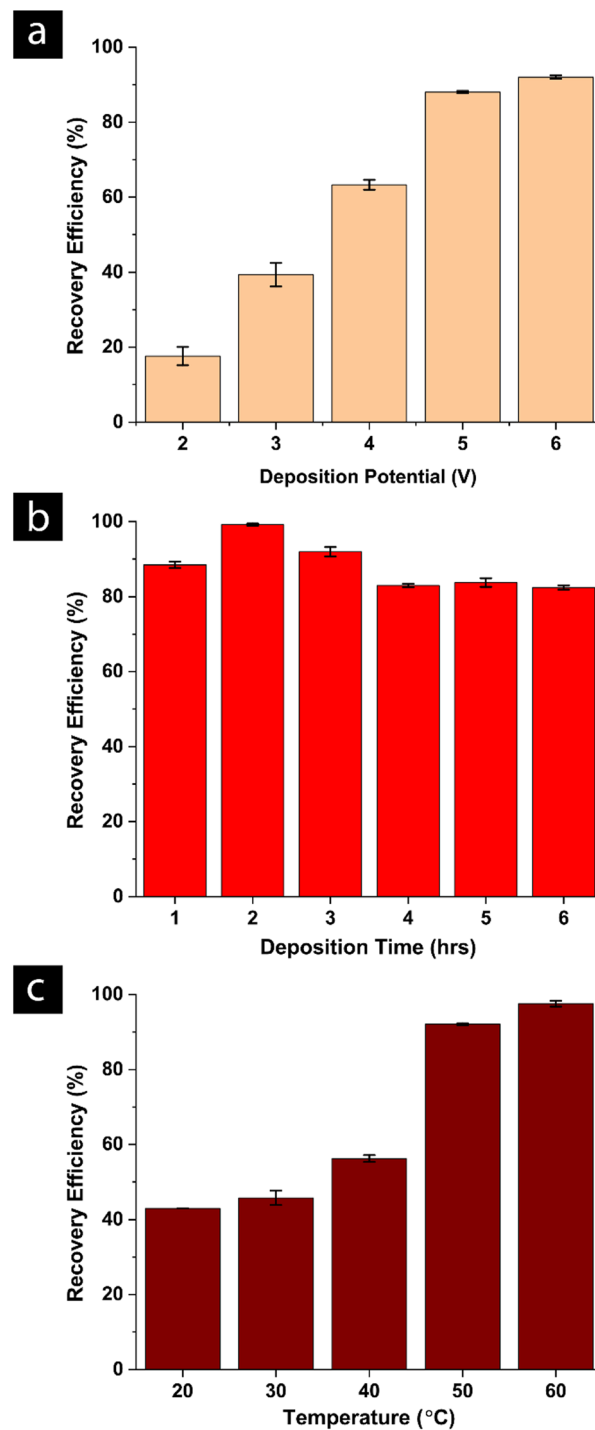 a
Recovery Efficiency (%)
100
80
60
40
20
0
2 3 4 5 6
Deposition Potential (V)
b
Recovery Efficiency (%)
100
80
60
40
20
0
1 2 3 4 5 6
Deposition Time (hrs)
c
Recovery Efficiency (%)
100
80
60
40
20
0
20 30 40 50 60
Temperature (°C)